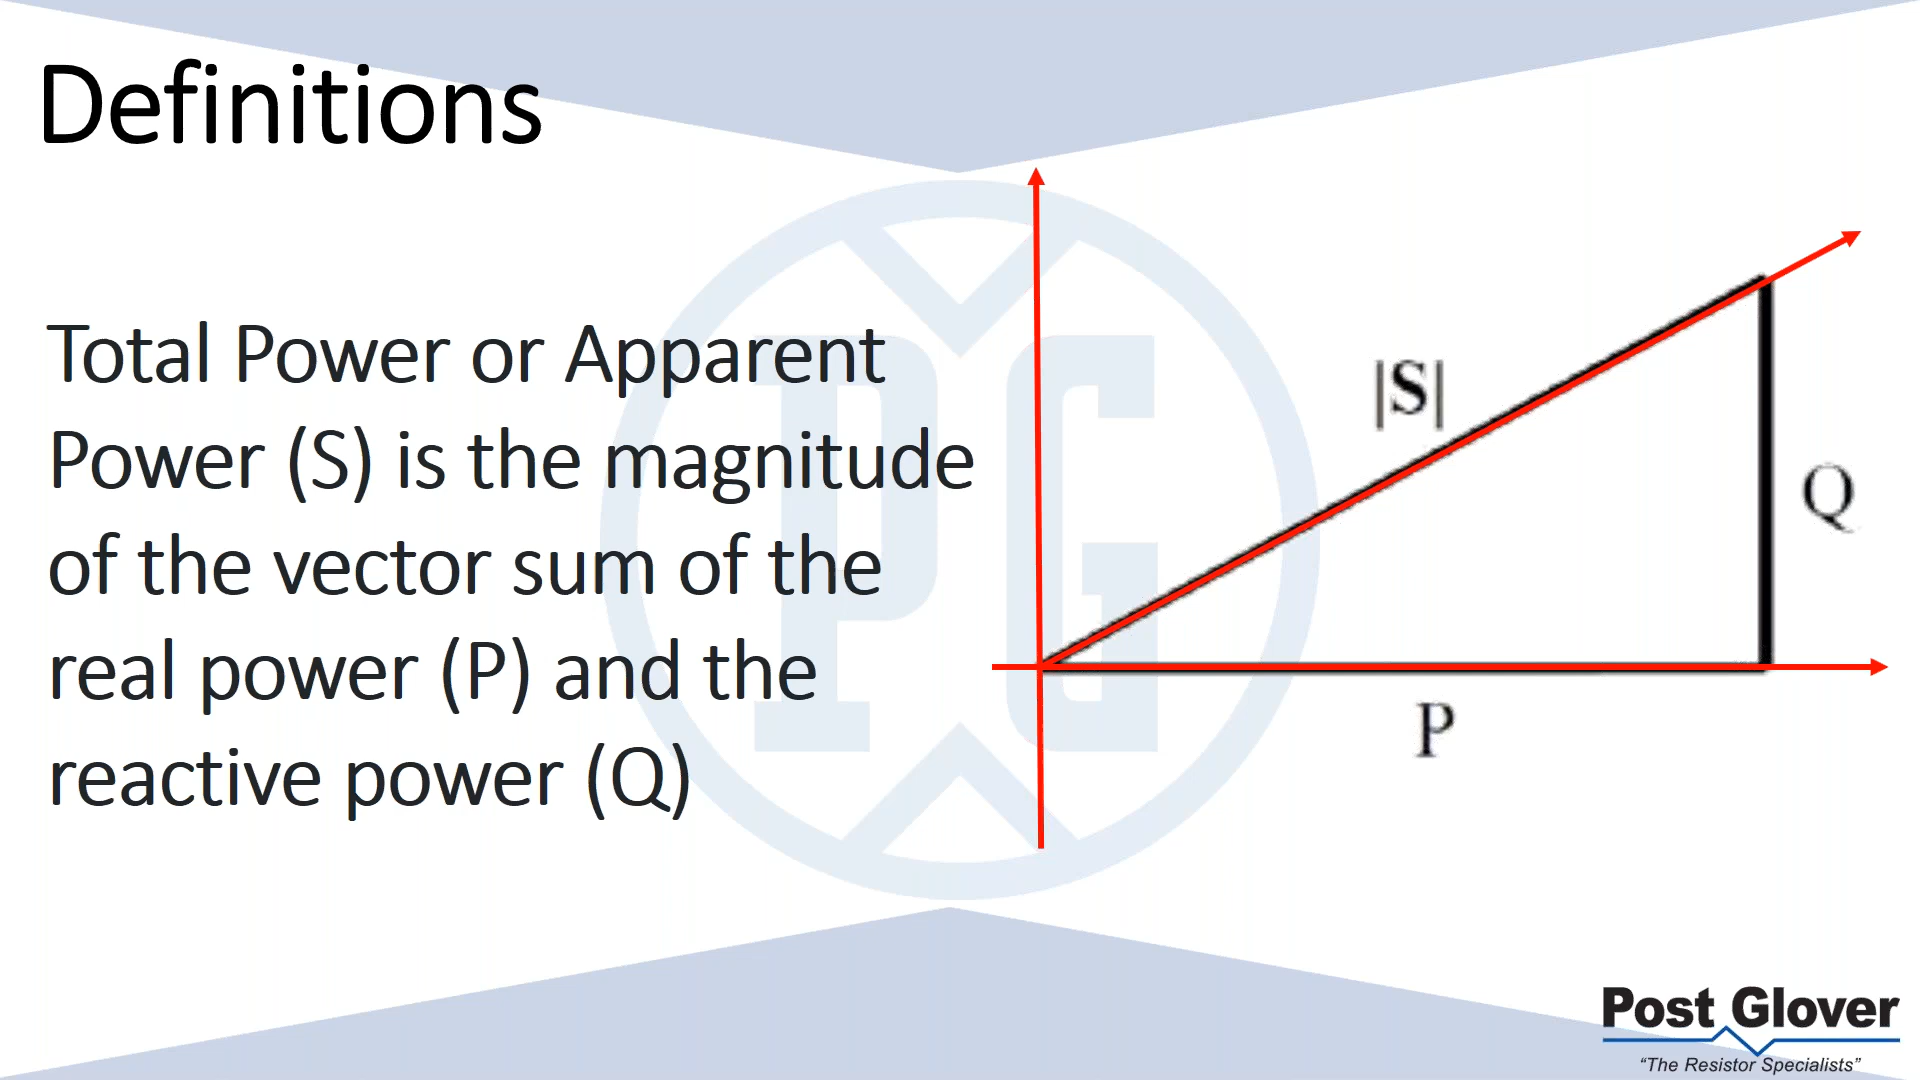 Definitions
Total Power or Apparent
Power (S) is the magnitude
of the vector sum of the
real power (P) and the
reactive power (Q)
|S|
Q
P
PG
Post Glover
“The Resistor Specialists”